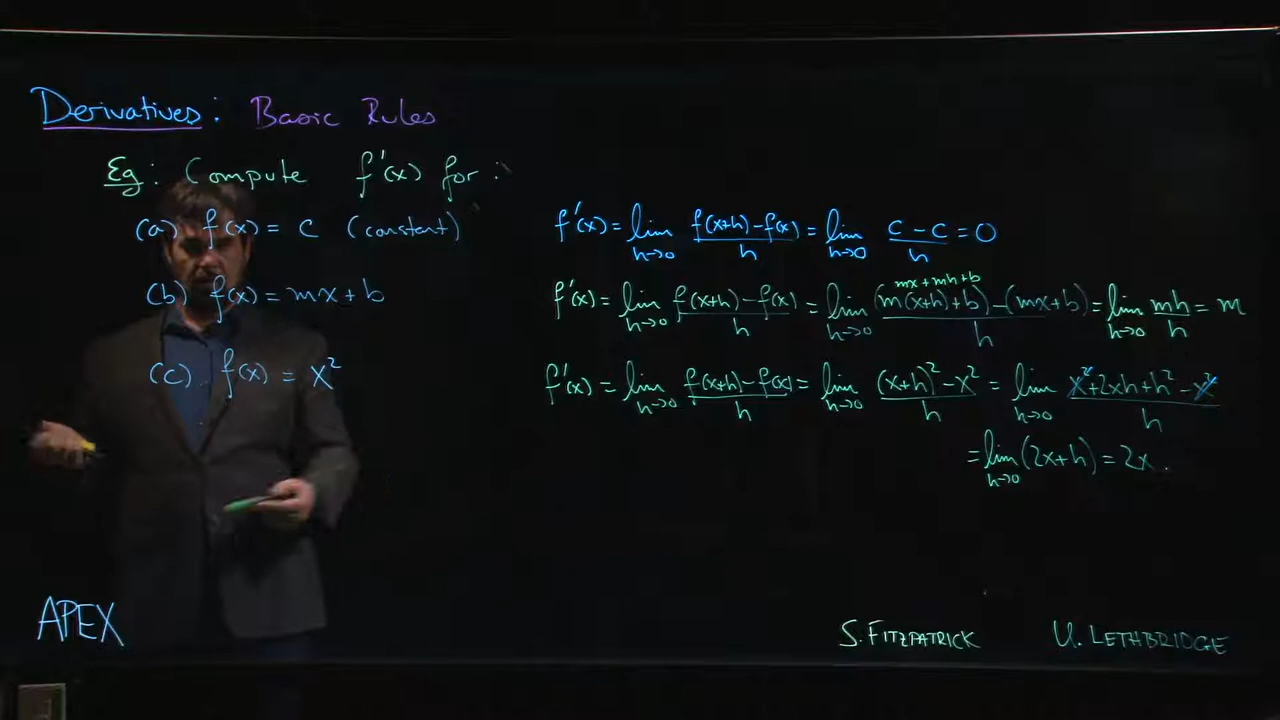 Derivatives: Basic Rules
Eg: Compute f'(x) for:
(a) f(x) = c (constant)
f'(x) = lim h→0 f(x+h)-f(x) / h = lim h→0 c-c / h = 0
(b) f(x) = mx+b
mx+mh+b
f'(x) = lim h→0 f(x+h)-f(x) / h = lim h→0 (m(x+h)+b)-(mx+b) / h = lim h→0 mh / h = m
(c) f(x) = x²
f'(x) = lim h→0 f(x+h)-f(x) / h = lim h→0 (x+h)²-x² / h = lim h→0 x²+2xh+h²-x² / h
= lim h→0 (2x+h) = 2x.
APEX
S. FITZPATRICK U. LETHBRIDGE